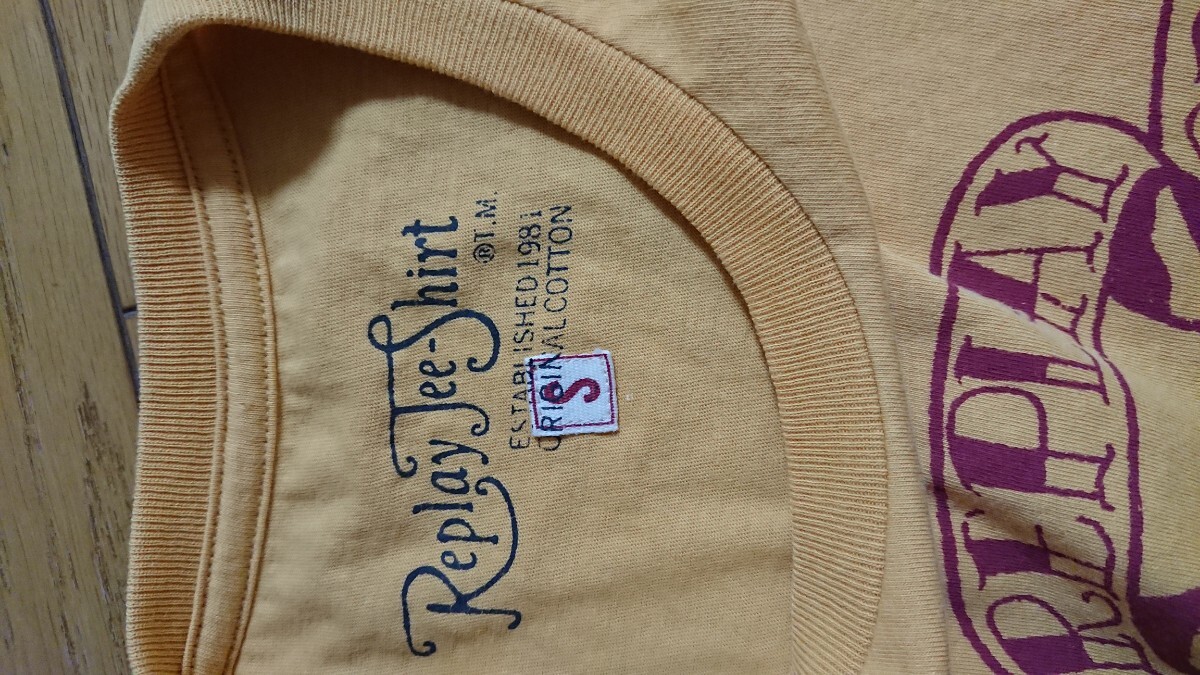 Replay Tee-Shirt
®T.M.
ESTABLISHED 1981
ORIGINAL COTTON
S
REPLAY